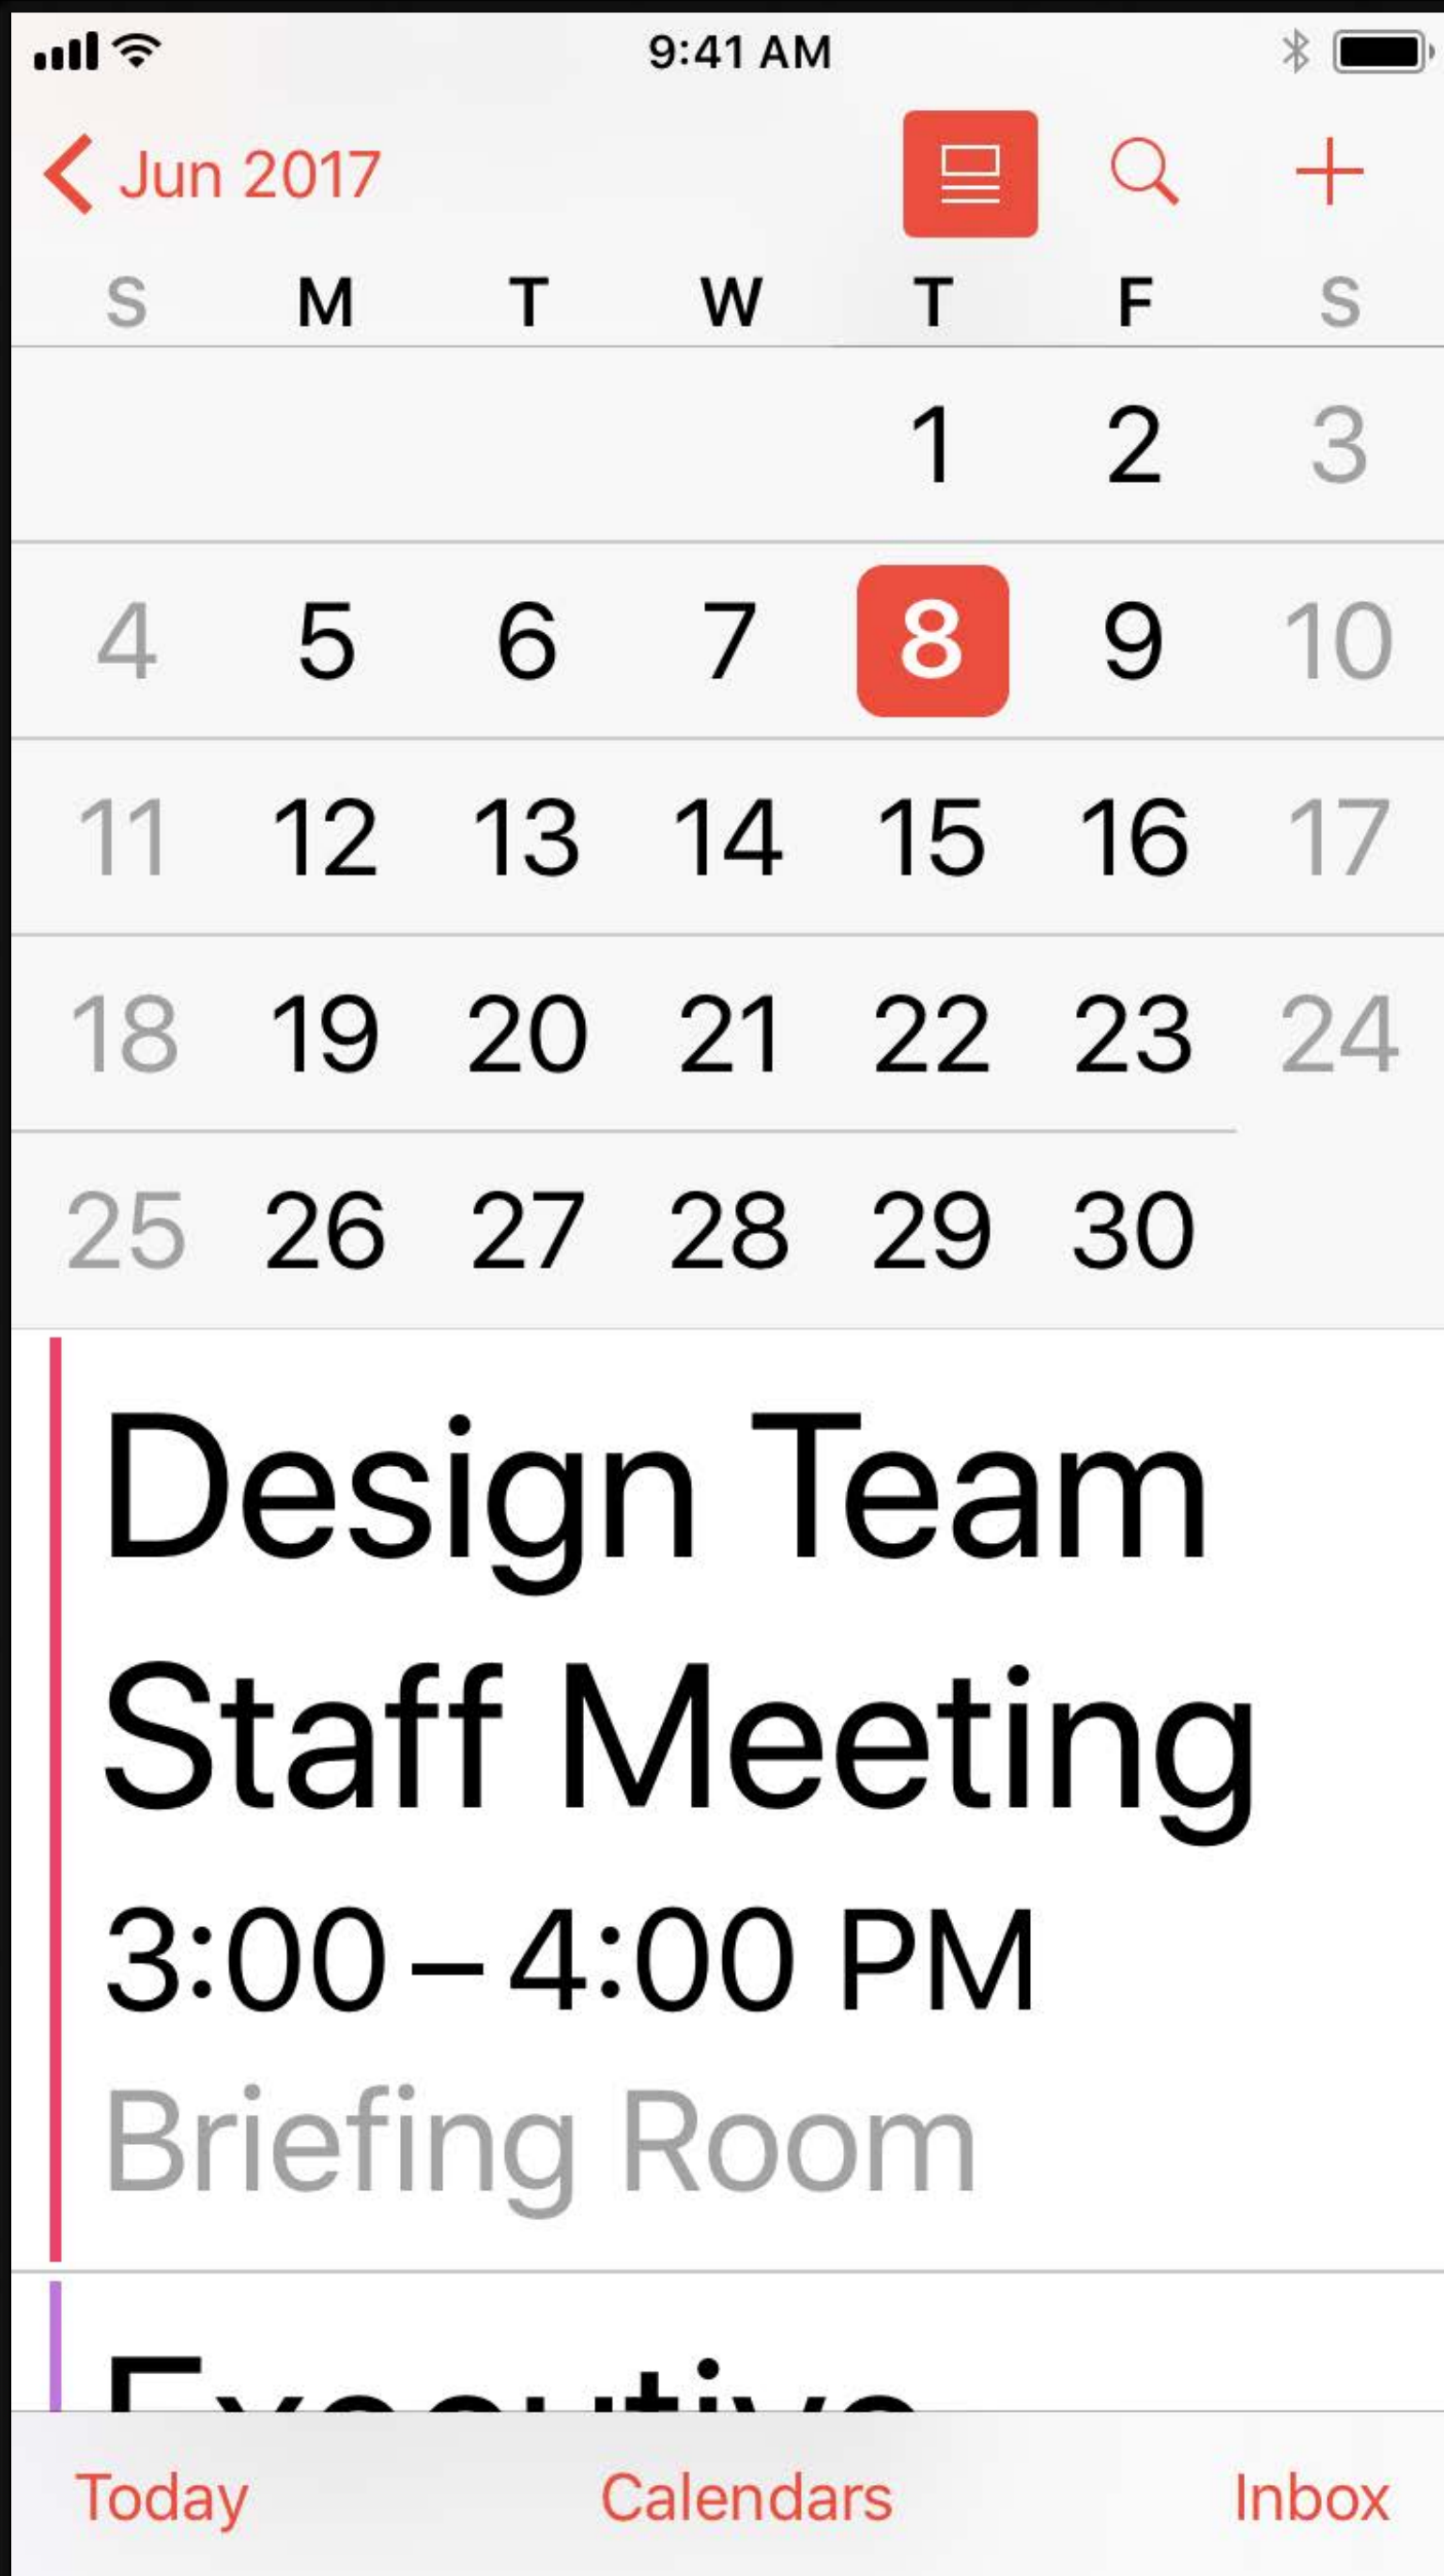 9:41 AM
Jun 2017
S M T W T F S
1 2 3
4 5 6 7 8 9 10
11 12 13 14 15 16 17
18 19 20 21 22 23 24
25 26 27 28 29 30
Design Team
Staff Meeting
3:00 – 4:00 PM
Briefing Room
Executive
Today Calendars Inbox